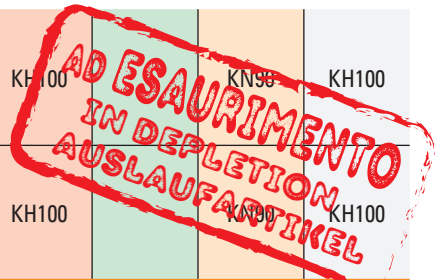 KH100 KN90 KH100
AD ESAURIMENTO
IN DEPLETION
AUSLAUFARTIKEL
KH100 KN90 KH100